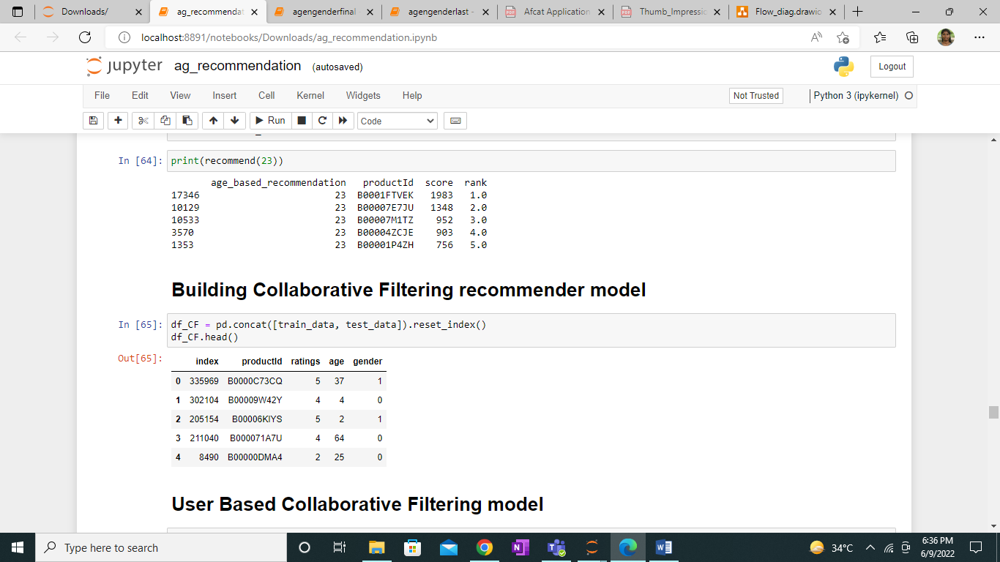 Downloads/
ag_recommendat
agengenderfinal -
agengenderlast -
Afcat Application
Thumb_Impressic
Flow_diag.drawio
localhost:8891/notebooks/Downloads/ag_recommendation.ipynb
jupyter ag_recommendation (autosaved)
Logout
File Edit View Insert Cell Kernel Widgets Help
Not Trusted
Python 3 (ipykernel)
Run
Code
In [64]: print(recommend(23))
age_based_recommendation productId score rank
17346 23 B0001FTVEK 1983 1.0
10129 23 B00007E7JU 1348 2.0
10533 23 B00007M1TZ 952 3.0
3570 23 B00004ZCJE 903 4.0
1353 23 B00001P4ZH 756 5.0
Building Collaborative Filtering recommender model
In [65]: df_CF = pd.concat([train_data, test_data]).reset_index()
df_CF.head()
Out[65]:
index productId ratings age gender
0 335969 B0000C73CQ 5 37 1
1 302104 B00009W42Y 4 4 0
2 205154 B00006KIYS 5 2 1
3 211040 B000071A7U 4 64 0
4 8490 B00000DMA4 2 25 0
User Based Collaborative Filtering model
Type here to search
34°C
6:36 PM
6/9/2022